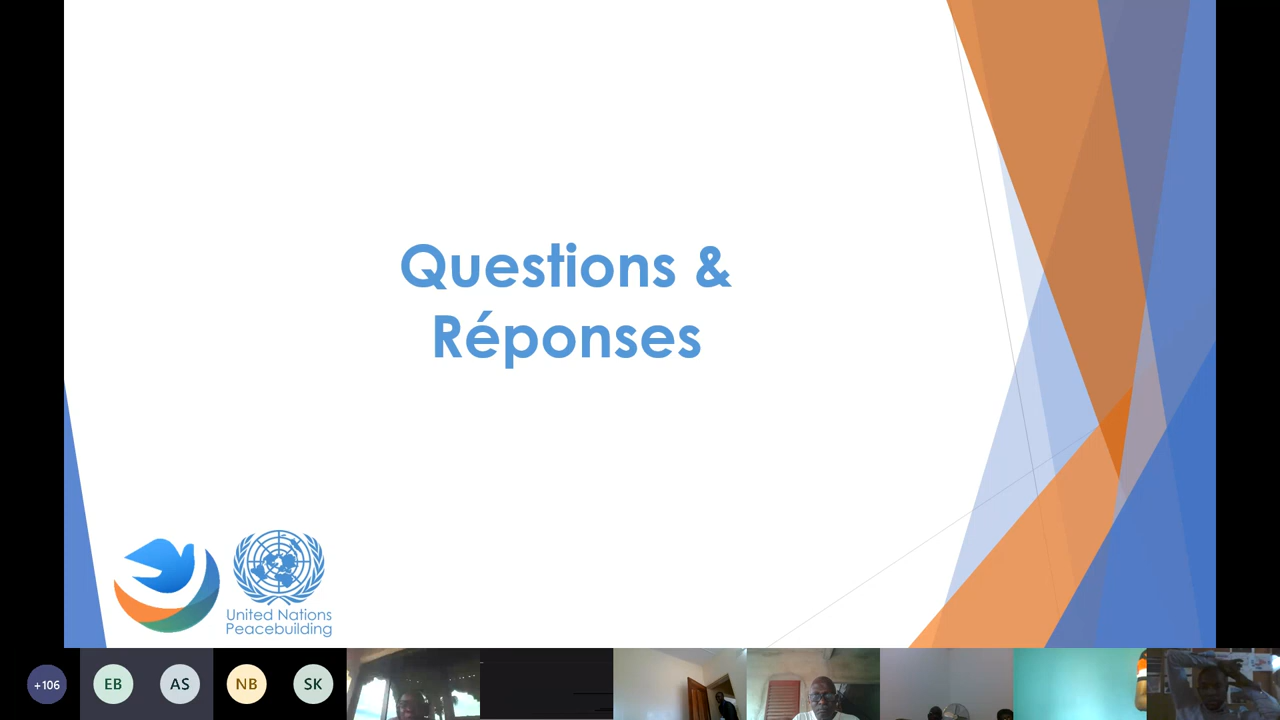 Questions &
Réponses
United Nations
Peacebuilding
+106
EB
AS
NB
SK